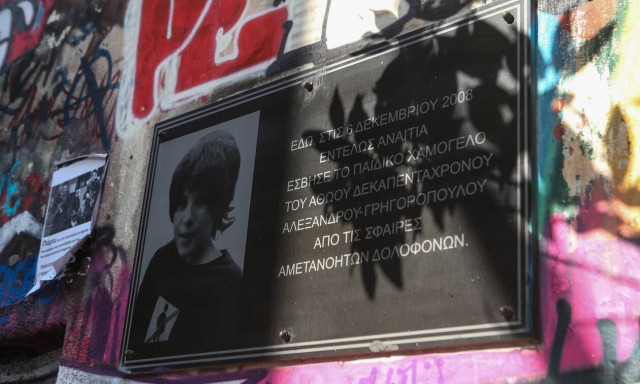 ΕΔΩ, ΣΤΙΣ 6 ΔΕΚΕΜΒΡΙΟΥ 2008
ΕΝΤΕΛΩΣ ΑΝΑΙΤΙΑ
ΕΣΒΗΣΕ ΤΟ ΠΑΙΔΙΚΟ ΧΑΜΟΓΕΛΟ
ΤΟΥ ΑΘΩΟΥ ΔΕΚΑΠΕΝΤΑΧΡΟΝΟΥ
ΑΛΕΞΑΝΔΡΟΥ-ΓΡΗΓΟΡΟΠΟΥΛΟΥ
ΑΠΟ ΤΙΣ ΣΦΑΙΡΕΣ
ΑΜΕΤΑΝΟΗΤΩΝ ΔΟΛΟΦΟΝΩΝ.